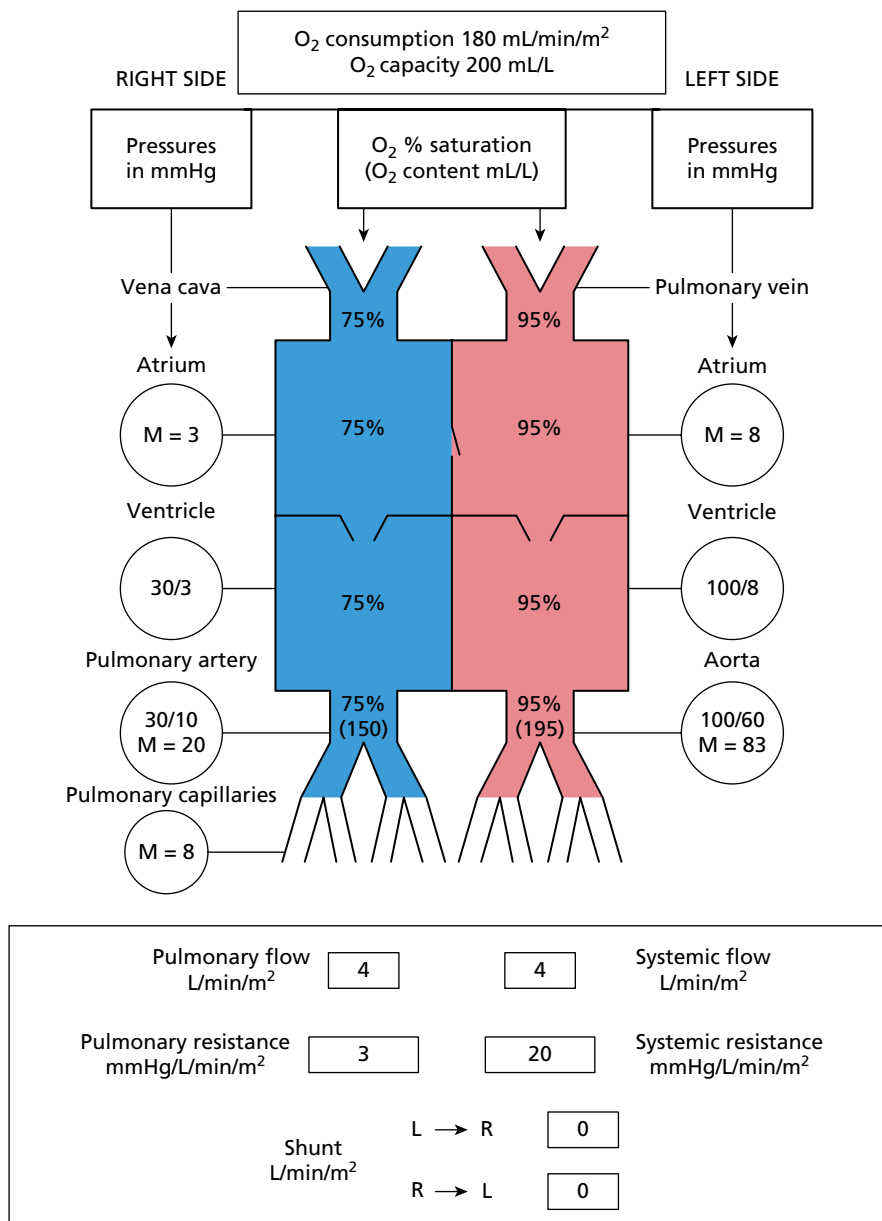 O₂ consumption 180 mL/min/m²
O₂ capacity 200 mL/L
RIGHT SIDE
LEFT SIDE
Pressures
in mmHg
O₂ % saturation
(O₂ content mL/L)
Pressures
in mmHg
Vena cava
Pulmonary vein
75%
95%
Atrium
Atrium
M = 3
75%
95%
M = 8
Ventricle
Ventricle
30/3
75%
95%
100/8
Pulmonary artery
Aorta
30/10
M = 20
75%
(150)
95%
(195)
100/60
M = 83
Pulmonary capillaries
M = 8
Pulmonary flow
L/min/m²
4
4
Systemic flow
L/min/m²
Pulmonary resistance
mmHg/L/min/m²
3
20
Systemic resistance
mmHg/L/min/m²
Shunt
L/min/m²
L → R
0
R → L
0